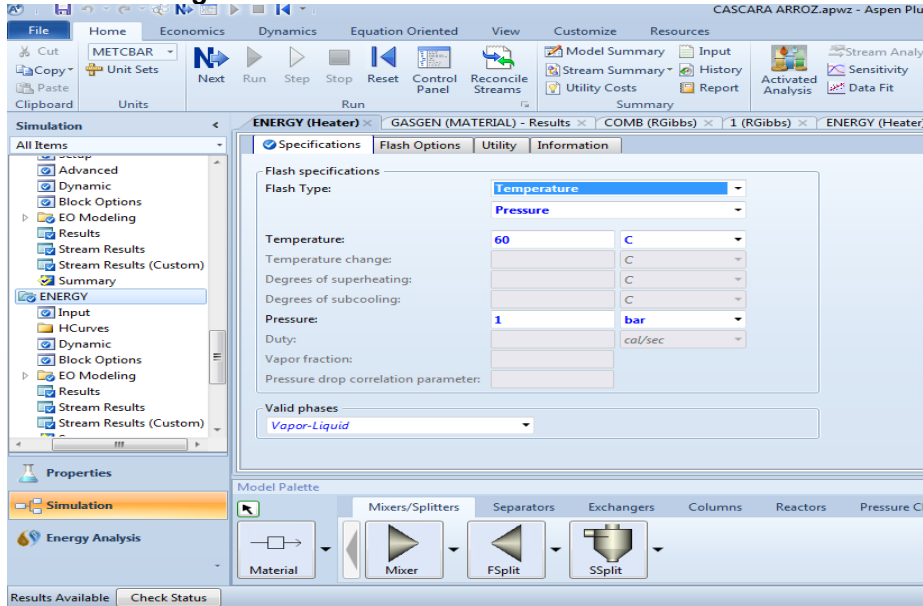 CASCARA ARROZ.apwz - Aspen Plu
File Home Economics Dynamics Equation Oriented View Customize Resources
Cut METCBAR Model Summary Input Stream Analy
Copy Unit Sets Next Run Step Stop Reset Control Panel Reconcile Streams Stream Summary History Activated Analysis Sensitivity
Paste Utility Costs Report Data Fit
Clipboard Units Run Summary
Simulation < ENERGY (Heater) × GASGEN (MATERIAL) - Results × COMB (RGibbs) × 1 (RGibbs) × ENERGY (Heater)
All Items Specifications Flash Options Utility Information
Setup
Advanced Flash specifications
Dynamic Flash Type: Temperature
Block Options Pressure
EO Modeling
Results Temperature: 60 C
Stream Results Temperature change: C
Stream Results (Custom) Degrees of superheating: C
Summary Degrees of subcooling: C
ENERGY Pressure: 1 bar
Input Duty: cal/sec
HCurves Vapor fraction:
Dynamic Pressure drop correlation parameter:
Block Options
EO Modeling Valid phases
Results Vapor-Liquid
Stream Results
Stream Results (Custom)
Properties
Simulation
Energy Analysis
Model Palette
Mixers/Splitters Separators Exchangers Columns Reactors Pressure C
Material Mixer FSplit SSplit
Results Available Check Status